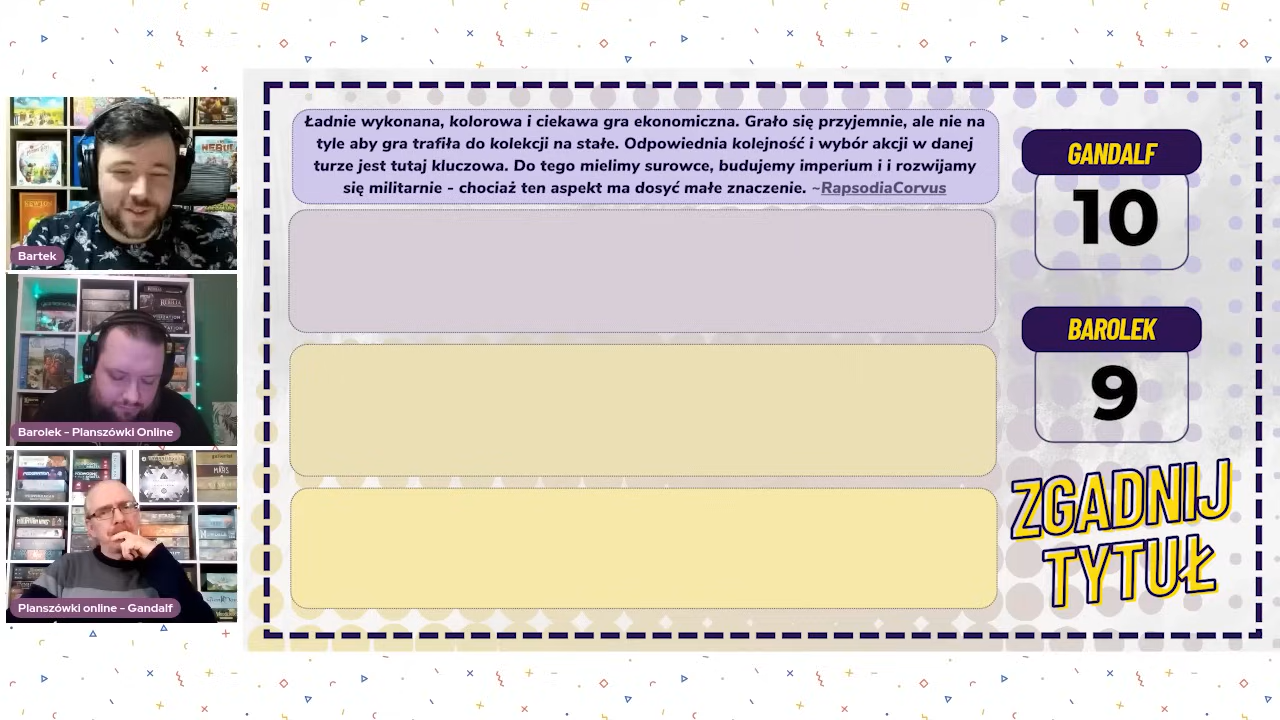 Ładnie wykonana, kolorowa i ciekawa gra ekonomiczna. Grało się przyjemnie, ale nie na
tyle aby gra trafiła do kolekcji na stałe. Odpowiednia kolejność i wybór akcji w danej
turze jest tutaj kluczowa. Do tego mielimy surowce, budujemy imperium i i rozwijamy
się militarnie - chociaż ten aspekt ma dosyć małe znaczenie. ~RapsodiaCorvus
GANDALF
10
BAROLEK
9
ZGADNIJ
TYTUŁ
NEWTON
Bartek
Barolek - Planszówki Online
MARS
Planszówki online - Gandalf